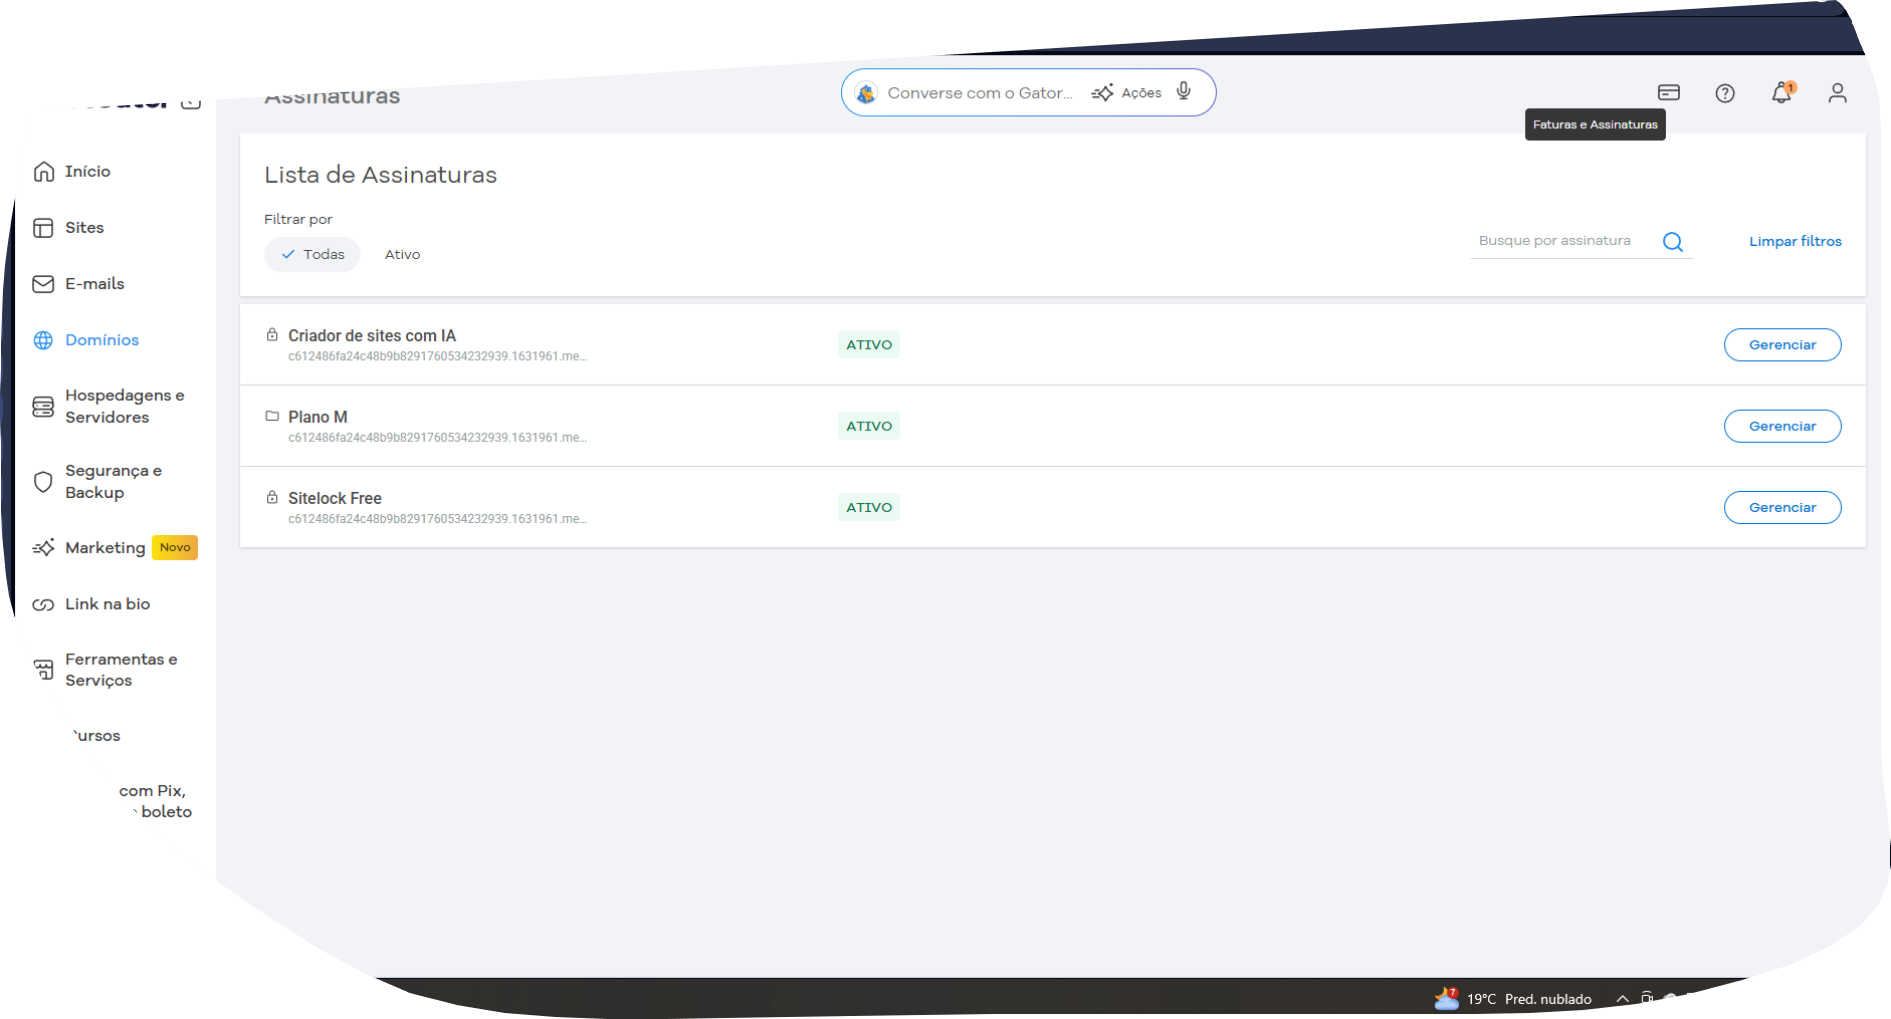 Assinaturas
Converse com o Gator...
Ações
1
Faturas e Assinaturas
Início
Sites
E-mails
Domínios
Hospedagens e
Servidores
Segurança e
Backup
Marketing
Novo
Link na bio
Ferramentas e
Serviços
ursos
com Pix,
boleto
Lista de Assinaturas
Filtrar por
Todas
Ativo
Busque por assinatura
Limpar filtros
Criador de sites com IA
c612486fa24c48b9b8291760534232939.1631961.me...
ATIVO
Gerenciar
Plano M
c612486fa24c48b9b8291760534232939.1631961.me...
ATIVO
Gerenciar
Sitelock Free
c612486fa24c48b9b8291760534232939.1631961.me...
ATIVO
Gerenciar
7
19°C Pred. nublado